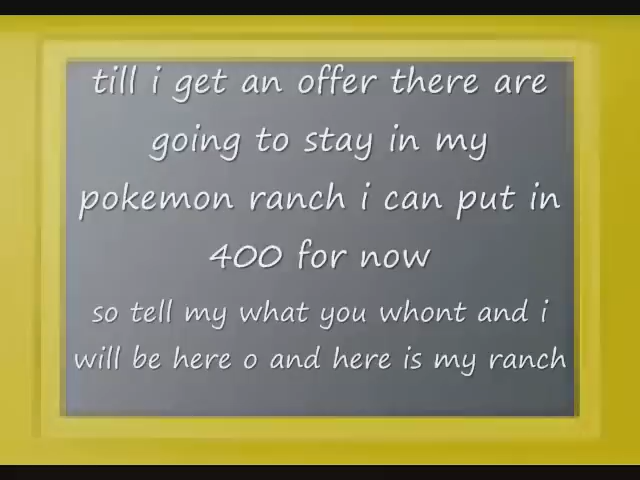 till i get an offer there are
going to stay in my
pokemon ranch i can put in
400 for now
so tell my what you whont and i
will be here o and here is my ranch